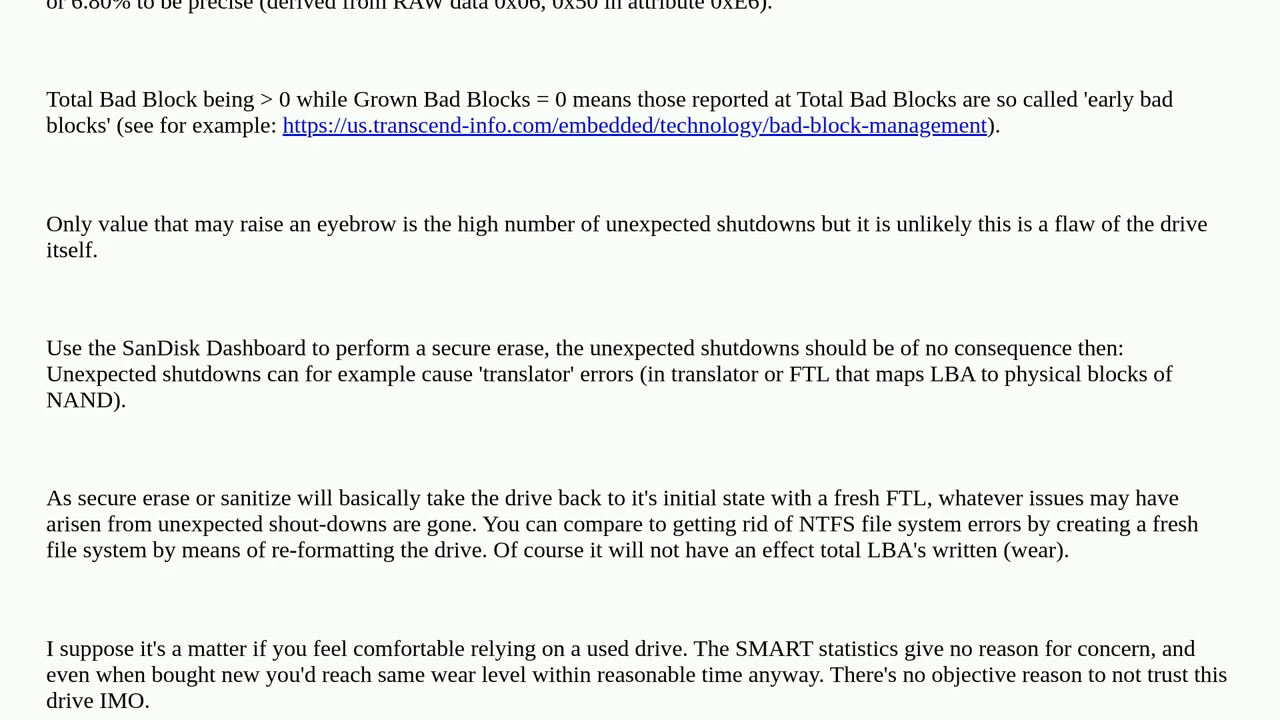 or 6.80% to be precise (derived from RAW data 0x06, 0x50 in attribute 0xE6).
Total Bad Block being > 0 while Grown Bad Blocks = 0 means those reported at Total Bad Blocks are so called 'early bad
blocks' (see for example: https://us.transcend-info.com/embedded/technology/bad-block-management).
Only value that may raise an eyebrow is the high number of unexpected shutdowns but it is unlikely this is a flaw of the drive
itself.
Use the SanDisk Dashboard to perform a secure erase, the unexpected shutdowns should be of no consequence then:
Unexpected shutdowns can for example cause 'translator' errors (in translator or FTL that maps LBA to physical blocks of
NAND).
As secure erase or sanitize will basically take the drive back to it's initial state with a fresh FTL, whatever issues may have
arisen from unexpected shout-downs are gone. You can compare to getting rid of NTFS file system errors by creating a fresh
file system by means of re-formatting the drive. Of course it will not have an effect total LBA's written (wear).
I suppose it's a matter if you feel comfortable relying on a used drive. The SMART statistics give no reason for concern, and
even when bought new you'd reach same wear level within reasonable time anyway. There's no objective reason to not trust this
drive IMO.